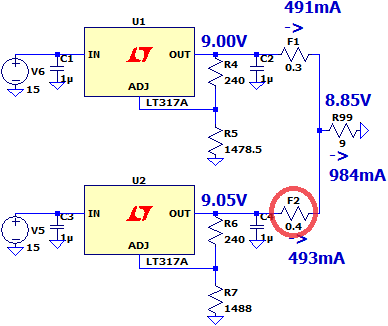 491mA
U1
9.00V
->
F1
IN
OUT
V6
C1
R4
C2
0.3
15
1µ
240
1µ
8.85V
ADJ
LT317A
R99
R5
9
1478.5
->
984mA
U2
9.05V
IN
OUT
F2
V5
C3
R6
C4
0.4
15
1µ
240
1µ
->
ADJ
493mA
LT317A
R7
1488